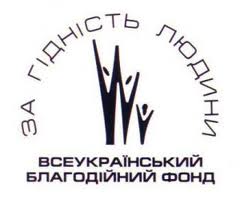 ЗА ГІДНІСТЬ ЛЮДИНИ
ВСЕУКРАЇНСЬКИЙ
БЛАГОДІЙНИЙ ФОНД